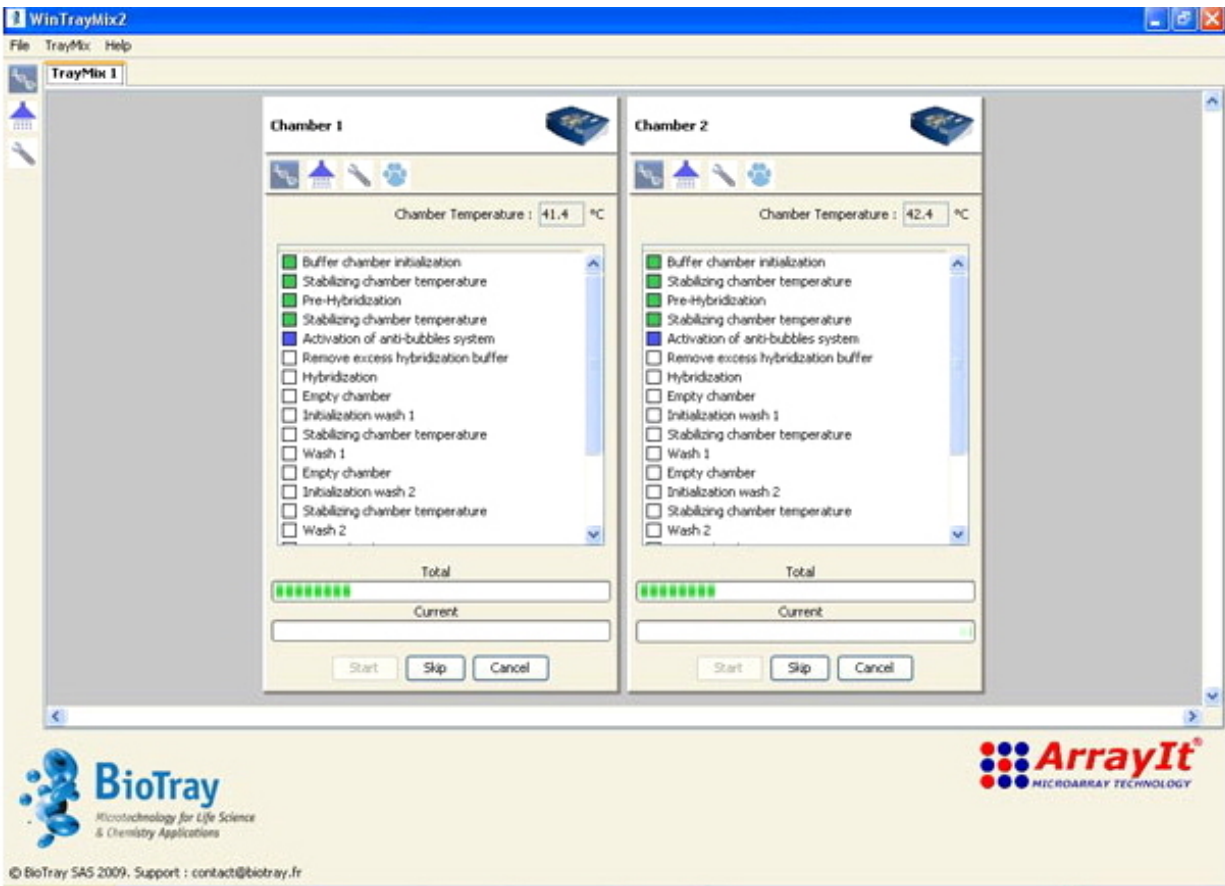 WinTrayMix2
File TrayMix Help
TrayMix 1
Chamber 1
Chamber Temperature : 41.4 °C
Buffer chamber initialization
Stabilizing chamber temperature
Pre-Hybridization
Stabilizing chamber temperature
Activation of anti-bubbles system
Remove excess hybridization buffer
Hybridization
Empty chamber
Initialization wash 1
Stabilizing chamber temperature
Wash 1
Empty chamber
Initialization wash 2
Stabilizing chamber temperature
Wash 2
Total
Current
Start Skip Cancel
Chamber 2
Chamber Temperature : 42.4 °C
Buffer chamber initialization
Stabilizing chamber temperature
Pre-Hybridization
Stabilizing chamber temperature
Activation of anti-bubbles system
Remove excess hybridization buffer
Hybridization
Empty chamber
Initialization wash 1
Stabilizing chamber temperature
Wash 1
Empty chamber
Initialization wash 2
Stabilizing chamber temperature
Wash 2
Total
Current
Start Skip Cancel
BioTray
Microtechnology for Life Science
& Chemistry Applications
ArrayIt®
MICROARRAY TECHNOLOGY
© BioTray SAS 2009. Support : contact@biotray.fr